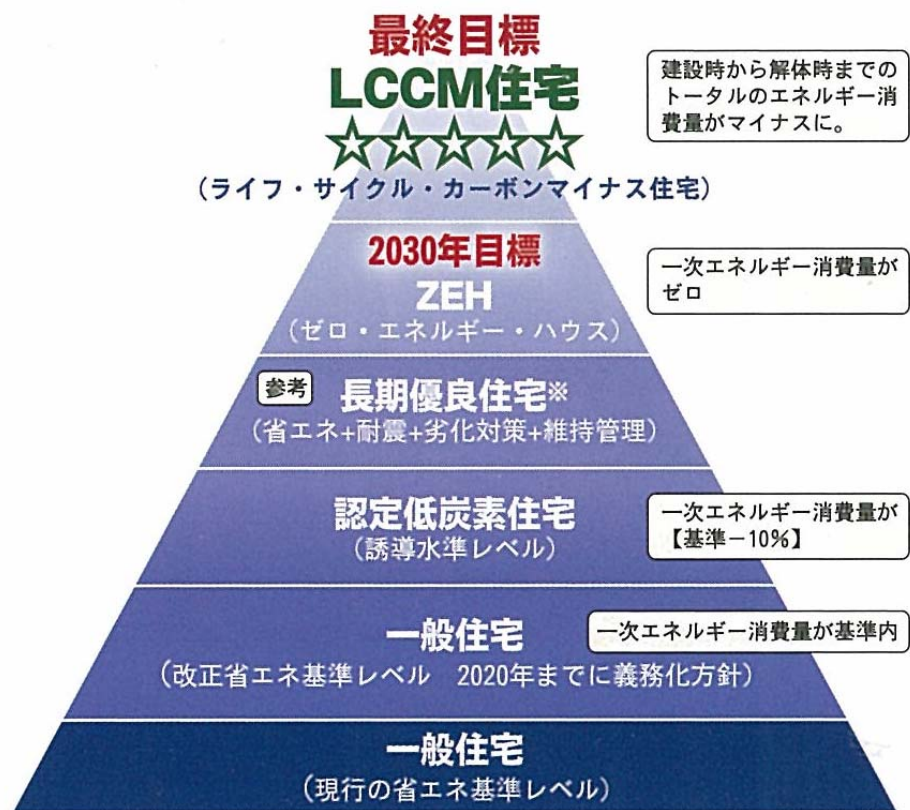 最終目標
LCCM住宅
☆☆☆☆☆
(ライフ・サイクル・カーボンマイナス住宅)
建設時から解体時までの
トータルのエネルギー消
費量がマイナスに。
2030年目標
ZEH
(ゼロ・エネルギー・ハウス)
一次エネルギー消費量が
ゼロ
参考
長期優良住宅※
(省エネ+耐震+劣化対策+維持管理)
認定低炭素住宅
(誘導水準レベル)
一次エネルギー消費量が
【基準−10%】
一般住宅
(改正省エネ基準レベル　2020年までに義務化方針)
一次エネルギー消費量が基準内
一般住宅
(現行の省エネ基準レベル)